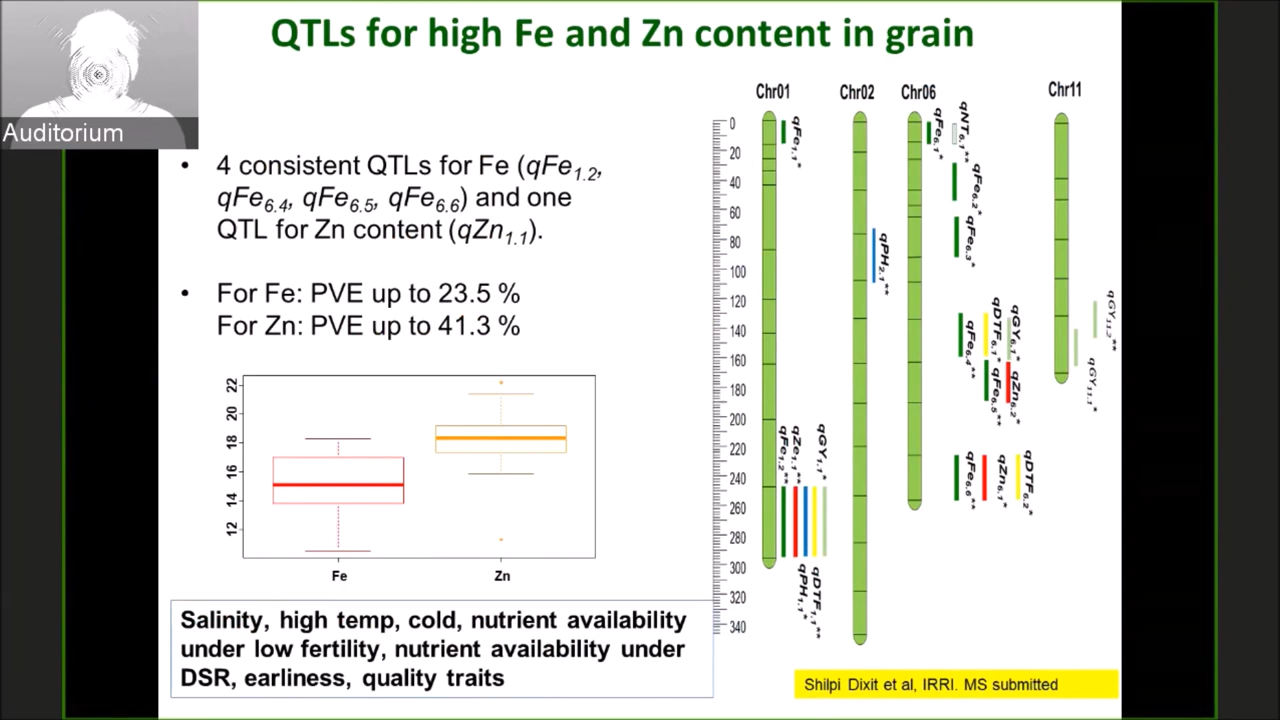 QTLs for high Fe and Zn content in grain
Auditorium
• 4 consistent QTLs for Fe (qFe1.2,
qFe6.4, qFe6.5, qFe6.6) and one
QTL for Zn content (qZn1.1).
• For Fe: PVE up to 23.5 %
For Zn: PVE up to 41.3 %
22
20
18
16
14
12
Fe
Zn
Salinity, high temp, cold, nutrient availability
under low fertility, nutrient availability under
DSR, earliness, quality traits
Chr01
Chr02
Chr06
Chr11
0
20
40
60
80
100
120
140
160
180
200
220
240
260
280
300
320
340
qFe1.1*
qFe1.2**
qZe1.1**
qGY1.1*
qPH1.1*
qDTF1.1**
qPH2.1**
qFe6.1*
qNT6.1**
qFe6.2*
qFe6.3*
qFe6.4**
qDTF6.1*
qGY6.1*
qFe6.5**
qZn6.2*
qFe6.6**
qZn6.1*
qDTF6.2*
qGY11.2**
qGY11.1*
Shilpi Dixit et al, IRRI. MS submitted